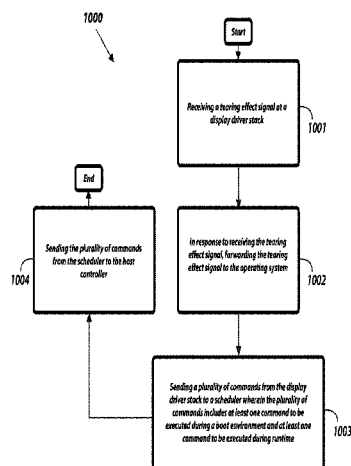 1000
Start
Receiving a tearing effect signal at a
display driver stack
1001
In response to receiving the tearing
effect signal, forwarding the tearing
effect signal to the operating system
1002
Sending a plurality of commands from the display
driver stack to a scheduler wherein the plurality of
commands includes at least one command to be
executed during a boot environment and at least one
command to be executed during runtime
1003
Sending the plurality of commands
from the scheduler to the host
controller
1004
End